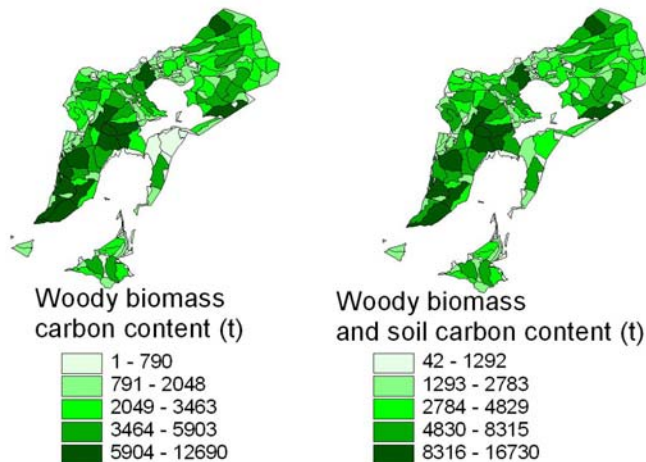 Woody biomass
carbon content (t)
1 - 790
791 - 2048
2049 - 3463
3464 - 5903
5904 - 12690
Woody biomass
and soil carbon content (t)
42 - 1292
1293 - 2783
2784 - 4829
4830 - 8315
8316 - 16730